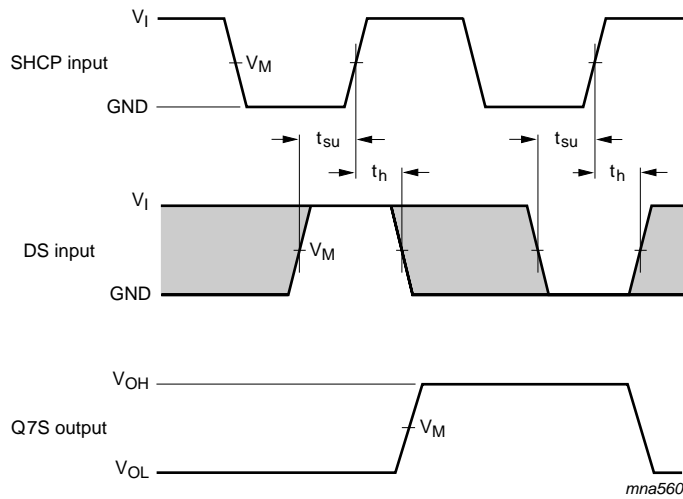 V_I
SHCP input
V_M
GND
t_su
t_su
t_h
t_h
V_I
DS input
V_M
GND
V_OH
Q7S output
V_M
V_OL
mna560